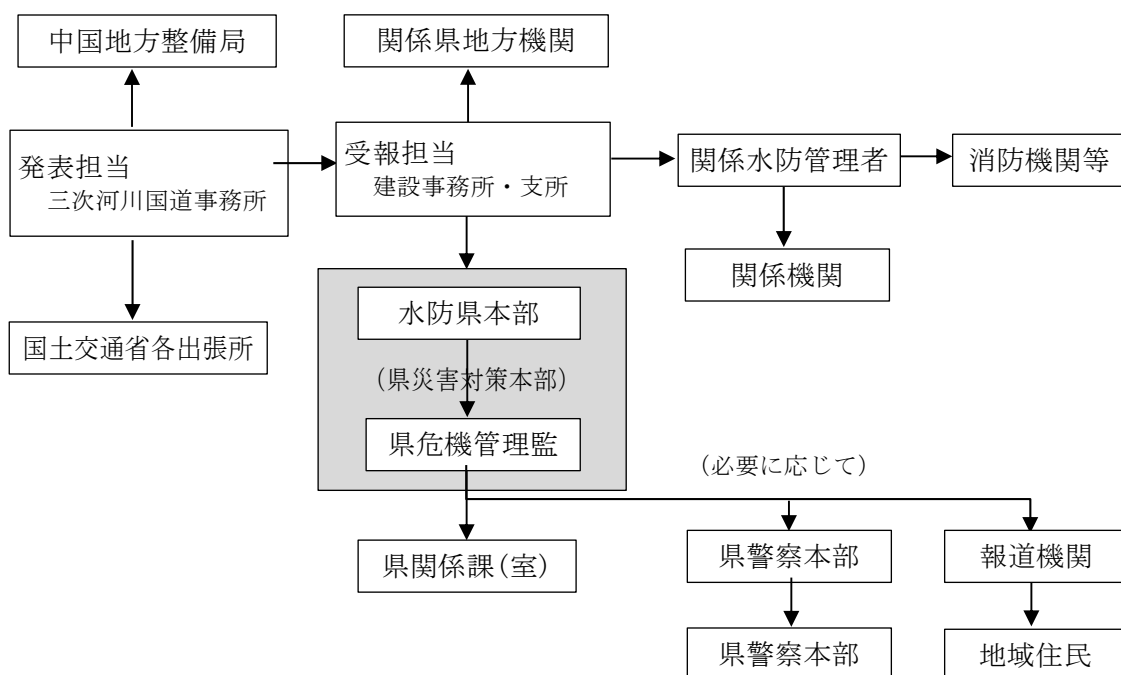 中国地方整備局
関係県地方機関
発表担当
三次河川国道事務所
受報担当
建設事務所・支所
関係水防管理者
消防機関等
関係機関
国土交通省各出張所
水防県本部
（県災害対策本部）
県危機管理監
（必要に応じて）
県関係課（室）
県警察本部
報道機関
県警察本部
地域住民